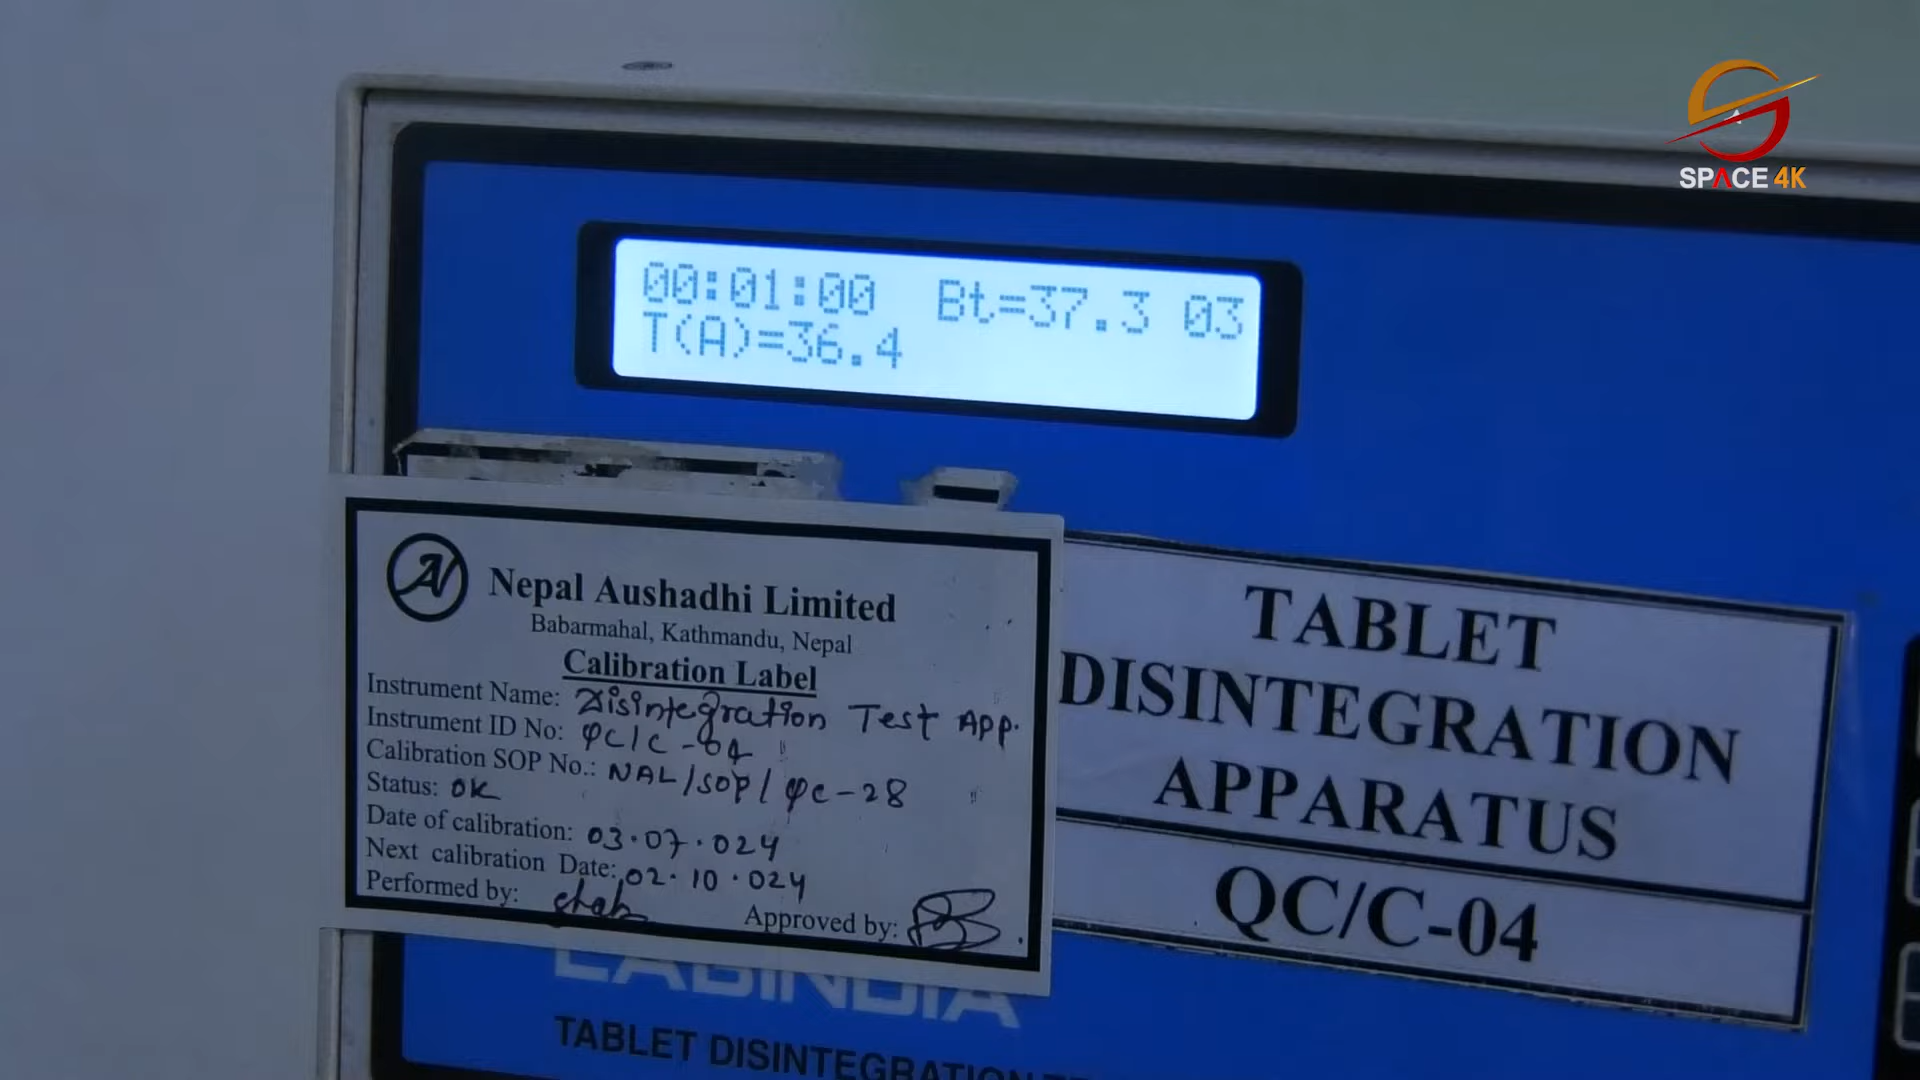 SPACE 4K
00:01:00 Bt=37.3 03
T(A)=36.4
Nepal Aushadhi Limited
Babarmahal, Kathmandu, Nepal
Calibration Label
Instrument Name: Disintegration Test App.
Instrument ID No: QC/C-04
Calibration SOP No.: NAL/SOP/QC-28
Status: OK
Date of calibration: 03.07.024
Next calibration Date: 02.10.024
Performed by:
Approved by:
TABLET
DISINTEGRATION
APPARATUS
QC/C-04
LABINDIA
TABLET DISINTEGRATION